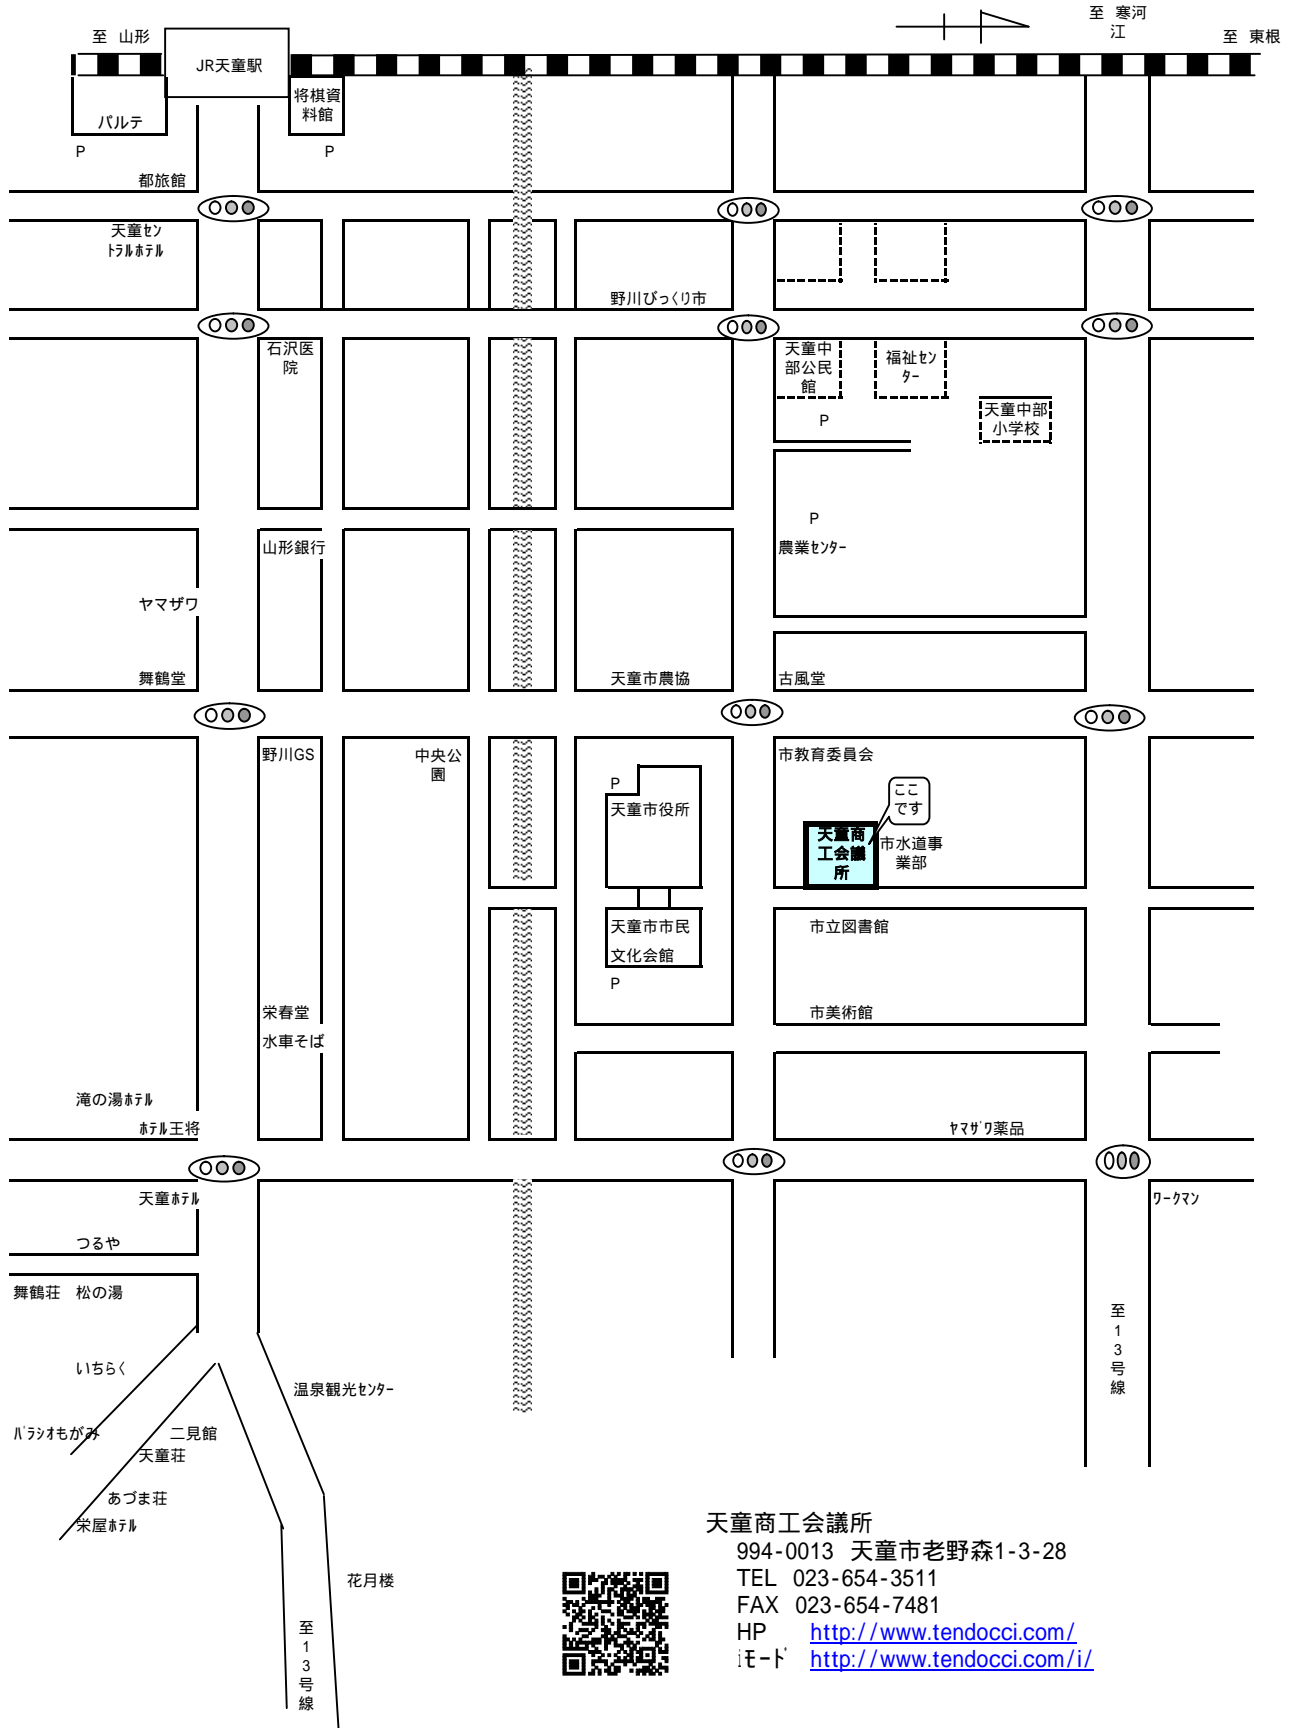 至 寒河
江
至 山形
至 東根
JR天童駅
将棋資
料館
パルテ
P
P
都旅館
天童ｾﾝ
ﾄﾗﾙﾎﾃﾙ
野川びっくり市
石沢医
院
天童中
部公民
館
福祉ｾﾝ
ﾀｰ
天童中部
小学校
P
P
山形銀行
農業ｾﾝﾀｰ
ヤマザワ
舞鶴堂
天童市農協
古風堂
野川GS
中央公
園
市教育委員会
P
天童市役所
ここ
です
天童商
工会議
所
市水道事
業部
天童市市民
文化会館
市立図書館
P
栄春堂
市美術館
水車そば
滝の湯ﾎﾃﾙ
ﾎﾃﾙ王将
ﾔﾏｻﾞﾜ薬品
天童ﾎﾃﾙ
ﾜｰｸﾏﾝ
つるや
舞鶴荘 松の湯
至
1
3
号
線
いちらく
温泉観光ｾﾝﾀｰ
ﾊﾟﾗｼｵもがみ
二見館
天童荘
あづま荘
栄屋ﾎﾃﾙ
花月楼
至
1
3
号
線
天童商工会議所
994-0013 天童市老野森1-3-28
TEL 023-654-3511
FAX 023-654-7481
HP http://www.tendocci.com/
iﾓｰﾄﾞ http://www.tendocci.com/i/